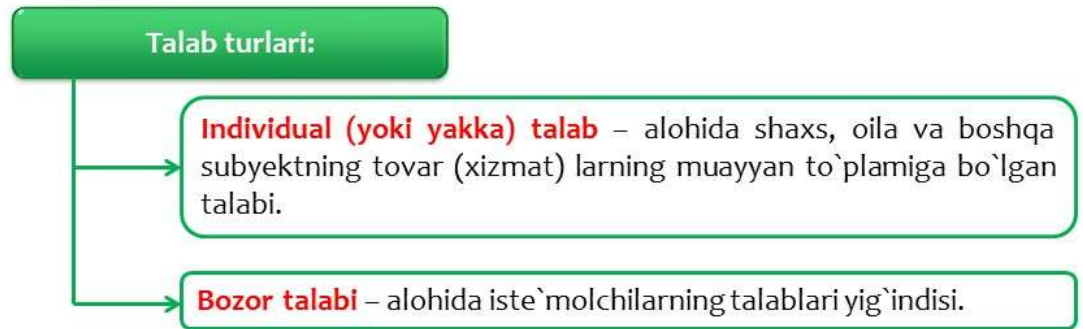 Talab turlari:
Individual (yoki yakka) talab – alohida shaxs, oila va boshqa
subyektning tovar (xizmat) larning muayyan to`plamiga bo`lgan
talabi.
Bozor talabi – alohida iste`molchilarning talablari yig`indisi.